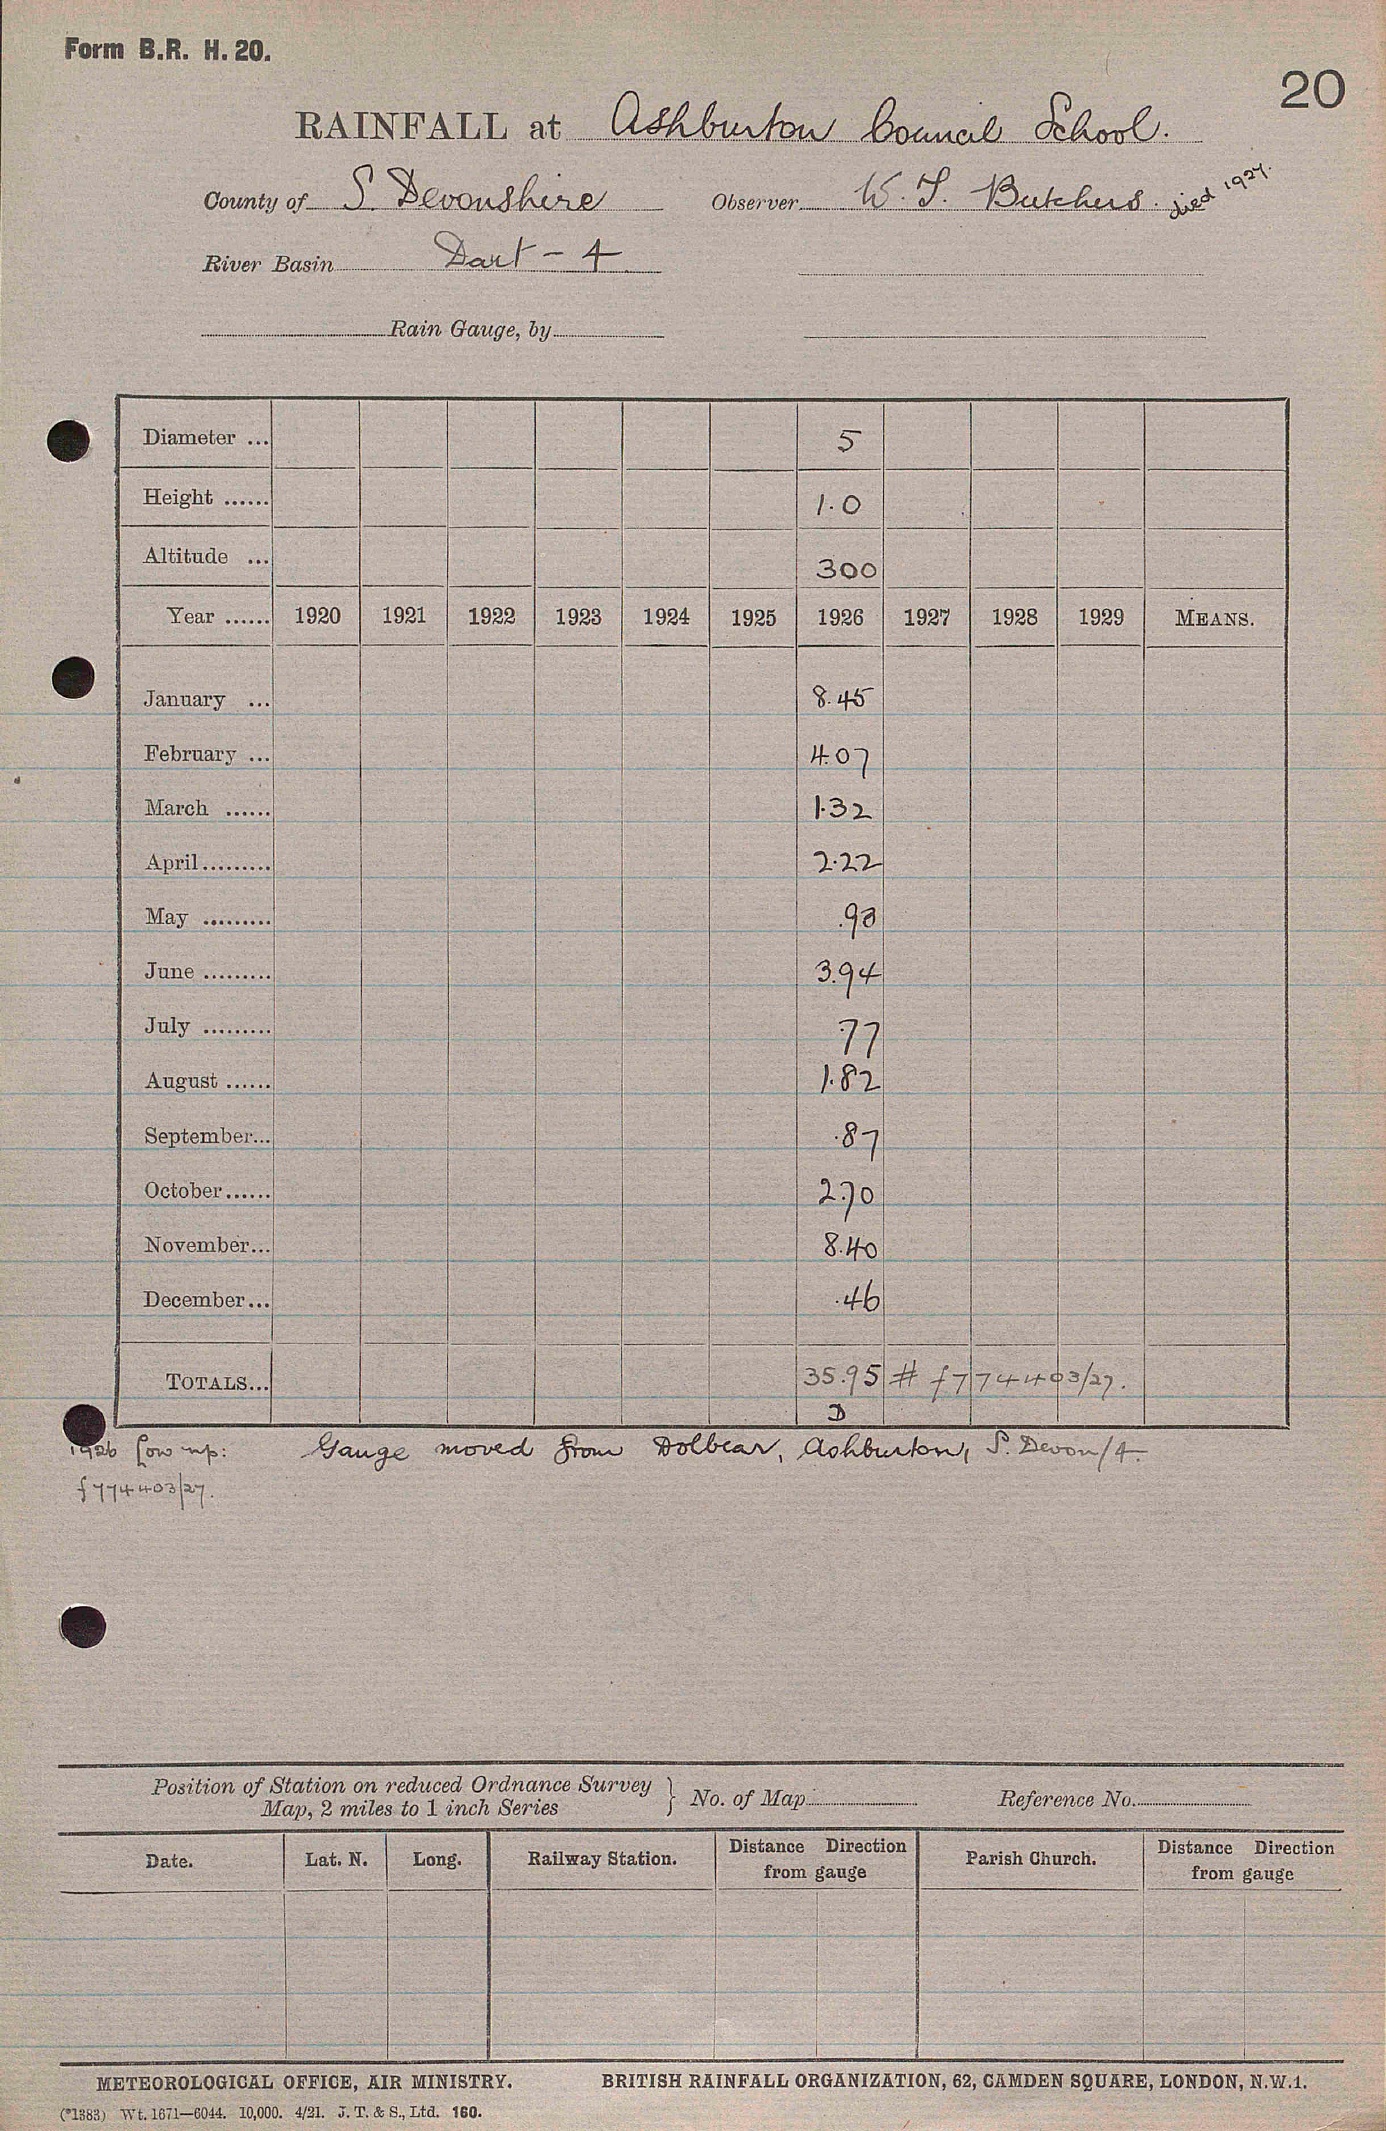 Form B.R. H. 20.
20
RAINFALL at Ashburton Council School.
County of S. Devonshire Observer W. T. Butchers. died 1927.
River Basin Dart - 4
Rain Gauge, by
Diameter ... 5
Height ...... 1.0
Altitude ... 300
Year ...... 1920 1921 1922 1923 1924 1925 1926 1927 1928 1929 MEANS.
January ... 8.45
February ... 4.07
March ...... 1.32
April ......... 2.22
May ......... .93
June ......... 3.94
July ......... .77
August ...... 1.82
September... .87
October...... 2.70
November... 8.40
December... .46
TOTALS... 35.95 # f774403/27.
D
1926 low up: Gauge moved from Dolbear, Ashburton, S. Devon/4.
f774403/27.
Position of Station on reduced Ordnance Survey } No. of Map Reference No.
Map, 2 miles to 1 inch Series
Date. Lat. N. Long. Railway Station. Distance Direction from gauge Parish Church. Distance Direction from gauge
METEOROLOGICAL OFFICE, AIR MINISTRY. BRITISH RAINFALL ORGANIZATION, 62, CAMDEN SQUARE, LONDON, N.W.1.
(*1383) Wt. 1671—6044. 10,000. 4/21. J. T. & S., Ltd. 160.